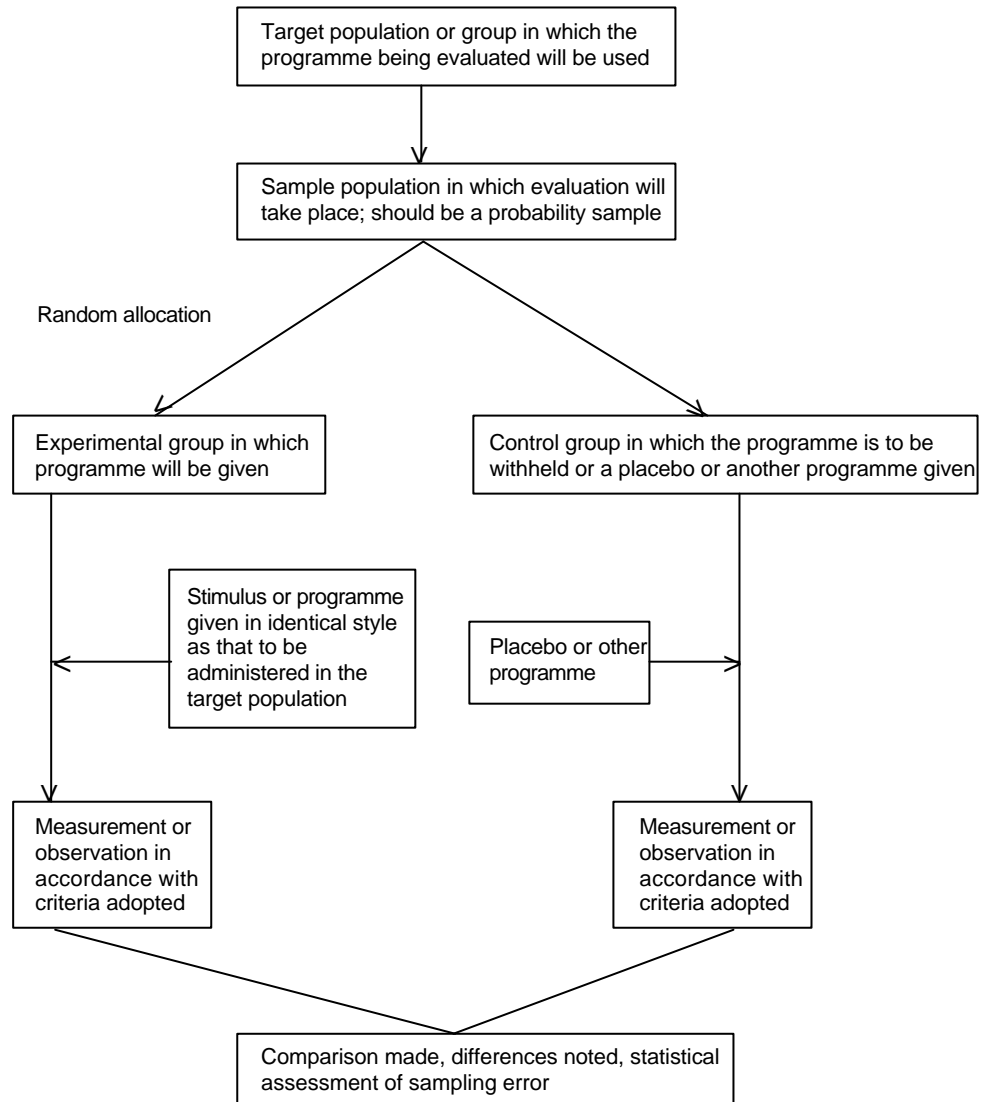 Target population or group in which the
programme being evaluated will be used
Sample population in which evaluation will
take place; should be a probability sample
Random allocation
Experimental group in which
programme will be given
Control group in which the programme is to be
withheld or a placebo or another programme given
Stimulus or programme
given in identical style
as that to be
administered in the
target population
Placebo or other
programme
Measurement or
observation in
accordance with
criteria adopted
Measurement or
observation in
accordance with
criteria adopted
Comparison made, differences noted, statistical
assessment of sampling error